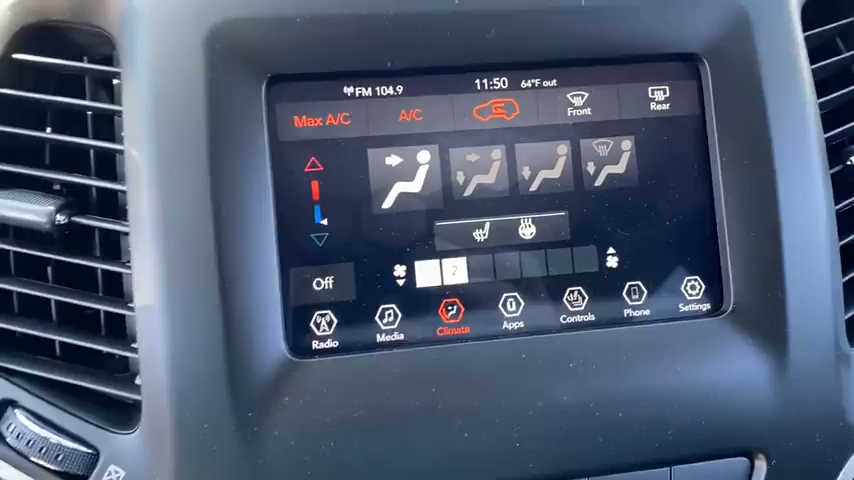 FM 104.9 11:50 64°F out
Max A/C A/C Front Rear
Off 2
Radio Media Climate Apps Controls Phone Settings